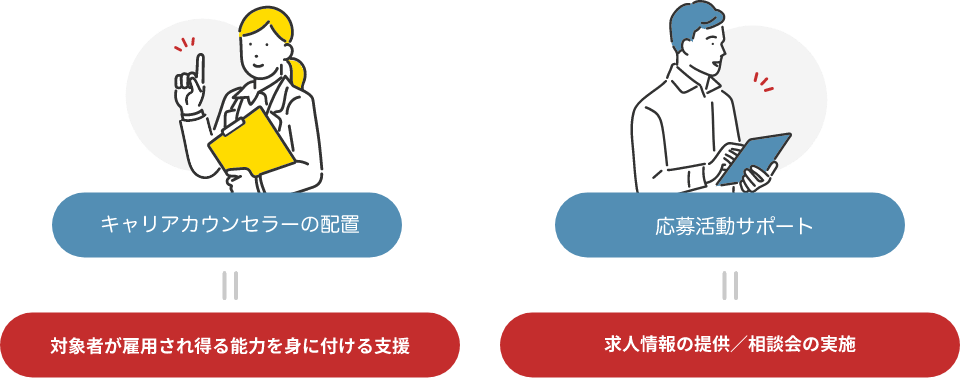 キャリアカウンセラーの配置
対象者が雇用され得る能力を身に付ける支援
応募活動サポート
求人情報の提供／相談会の実施